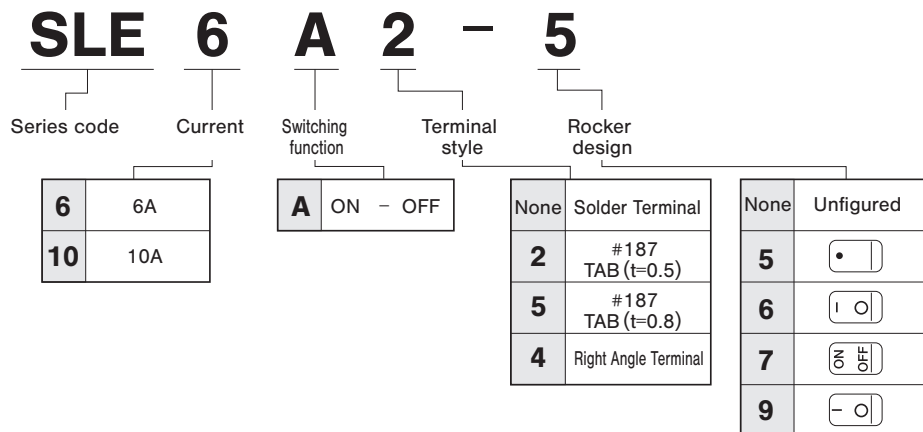 SLE 6 A 2 - 5
Series code
Current
Switching
function
Terminal
style
Rocker
design
6 6A
10 10A
A ON - OFF
None Solder Terminal
2 #187
TAB (t=0.5)
5 #187
TAB (t=0.8)
4 Right Angle Terminal
None Unfigured
5 •
6 – O
7 ON OFF
9 – O